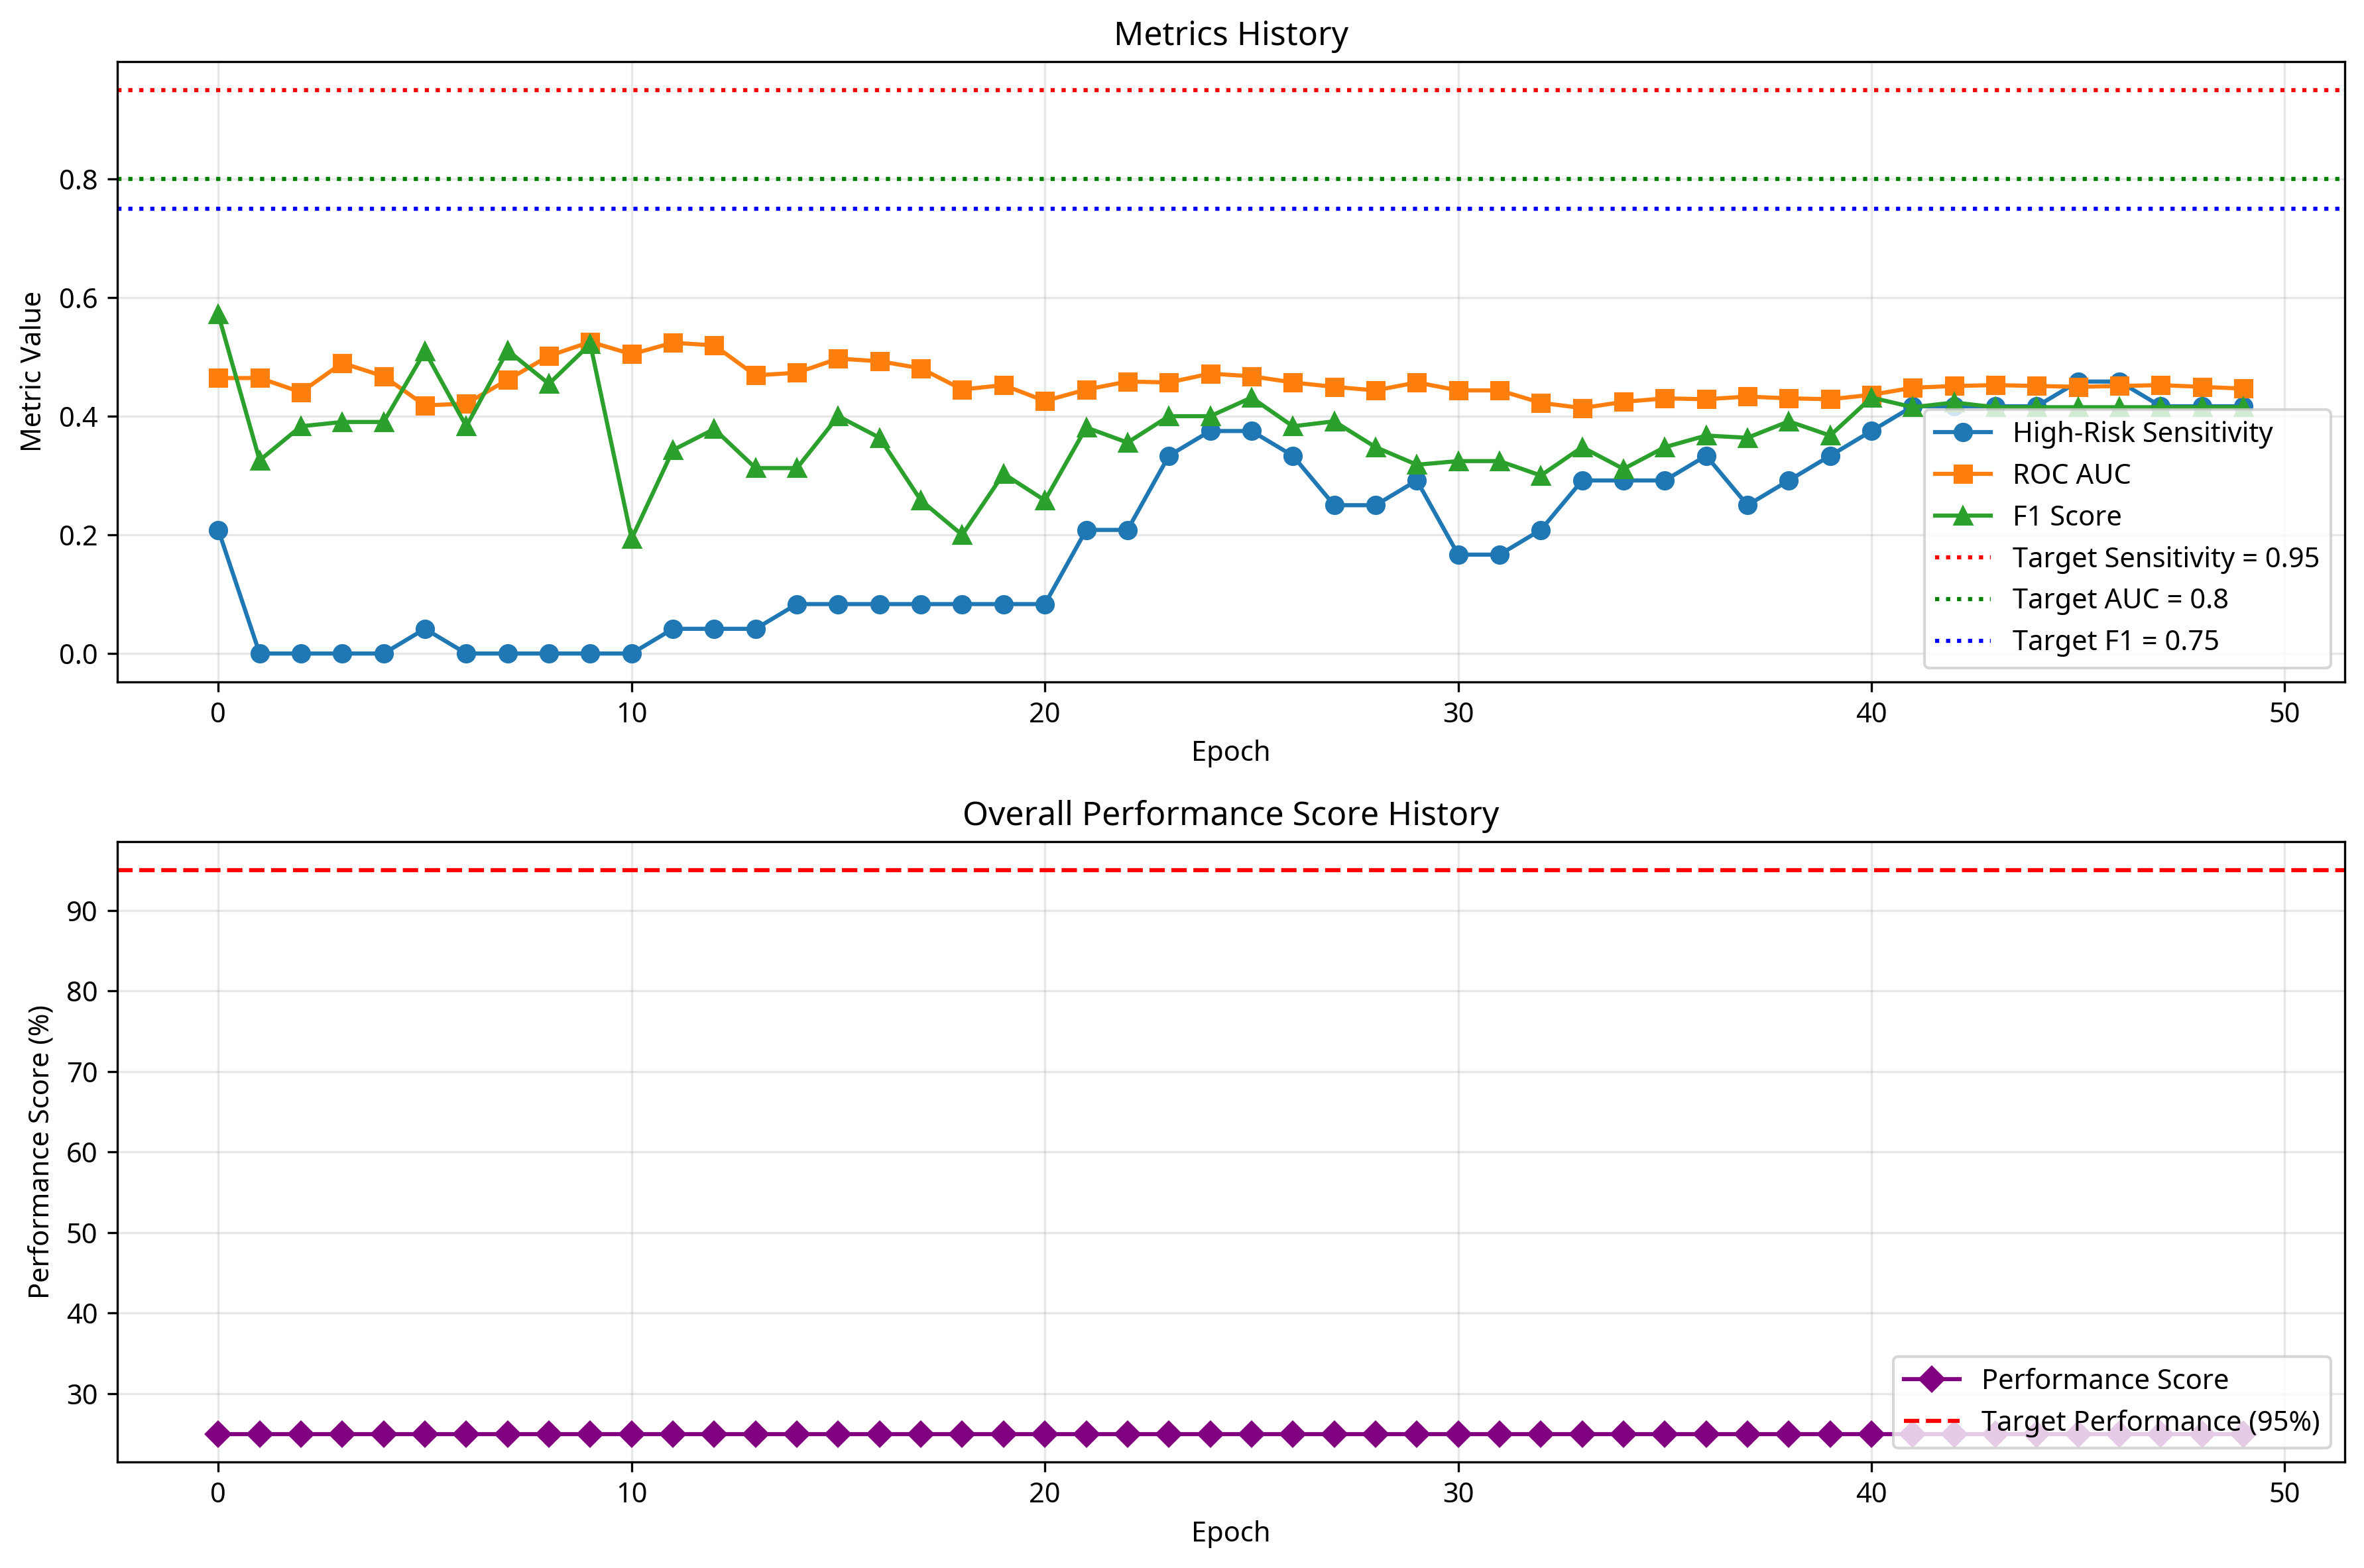 Metrics History
Metric Value
0.8
0.6
0.4
0.2
0.0
High-Risk Sensitivity
ROC AUC
F1 Score
Target Sensitivity = 0.95
Target AUC = 0.8
Target F1 = 0.75
0 10 20 30 40 50
Epoch
Overall Performance Score History
Performance Score (%)
90
80
70
60
50
40
30
Performance Score
Target Performance (95%)
0 10 20 30 40 50
Epoch